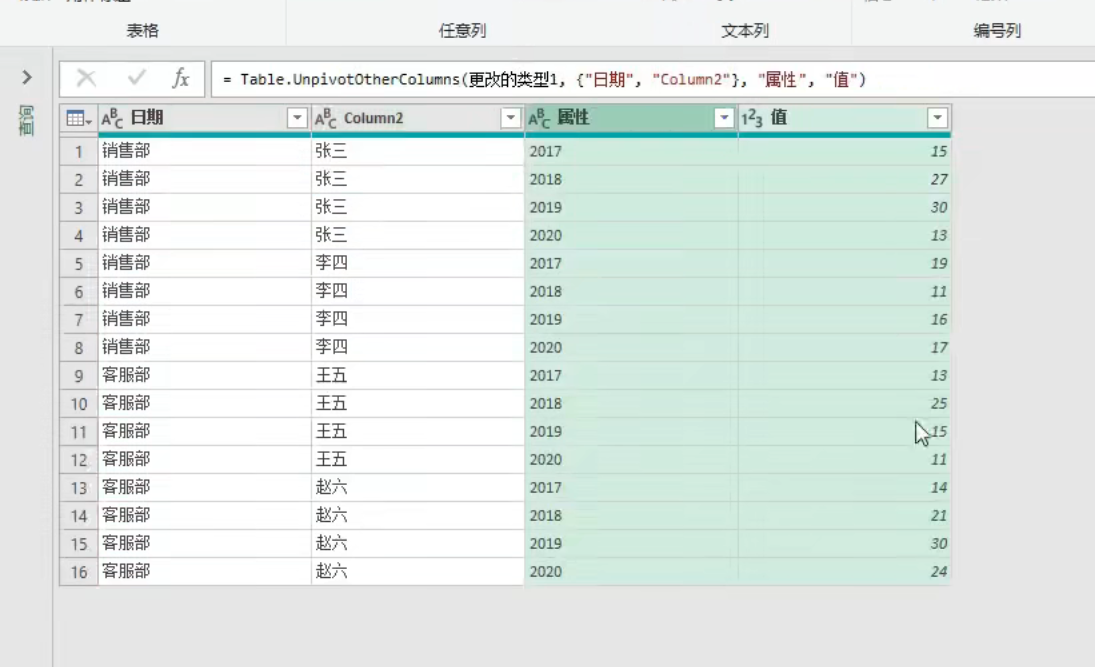 表格 任意列 文本列 编号列
查询
fx = Table.UnpivotOtherColumns(更改的类型1, {"日期", "Column2"}, "属性", "值")
ABC 日期 ABC Column2 ABC 属性 123 值
1 销售部 张三 2017 15
2 销售部 张三 2018 27
3 销售部 张三 2019 30
4 销售部 张三 2020 13
5 销售部 李四 2017 19
6 销售部 李四 2018 11
7 销售部 李四 2019 16
8 销售部 李四 2020 17
9 客服部 王五 2017 13
10 客服部 王五 2018 25
11 客服部 王五 2019 15
12 客服部 王五 2020 11
13 客服部 赵六 2017 14
14 客服部 赵六 2018 21
15 客服部 赵六 2019 30
16 客服部 赵六 2020 24